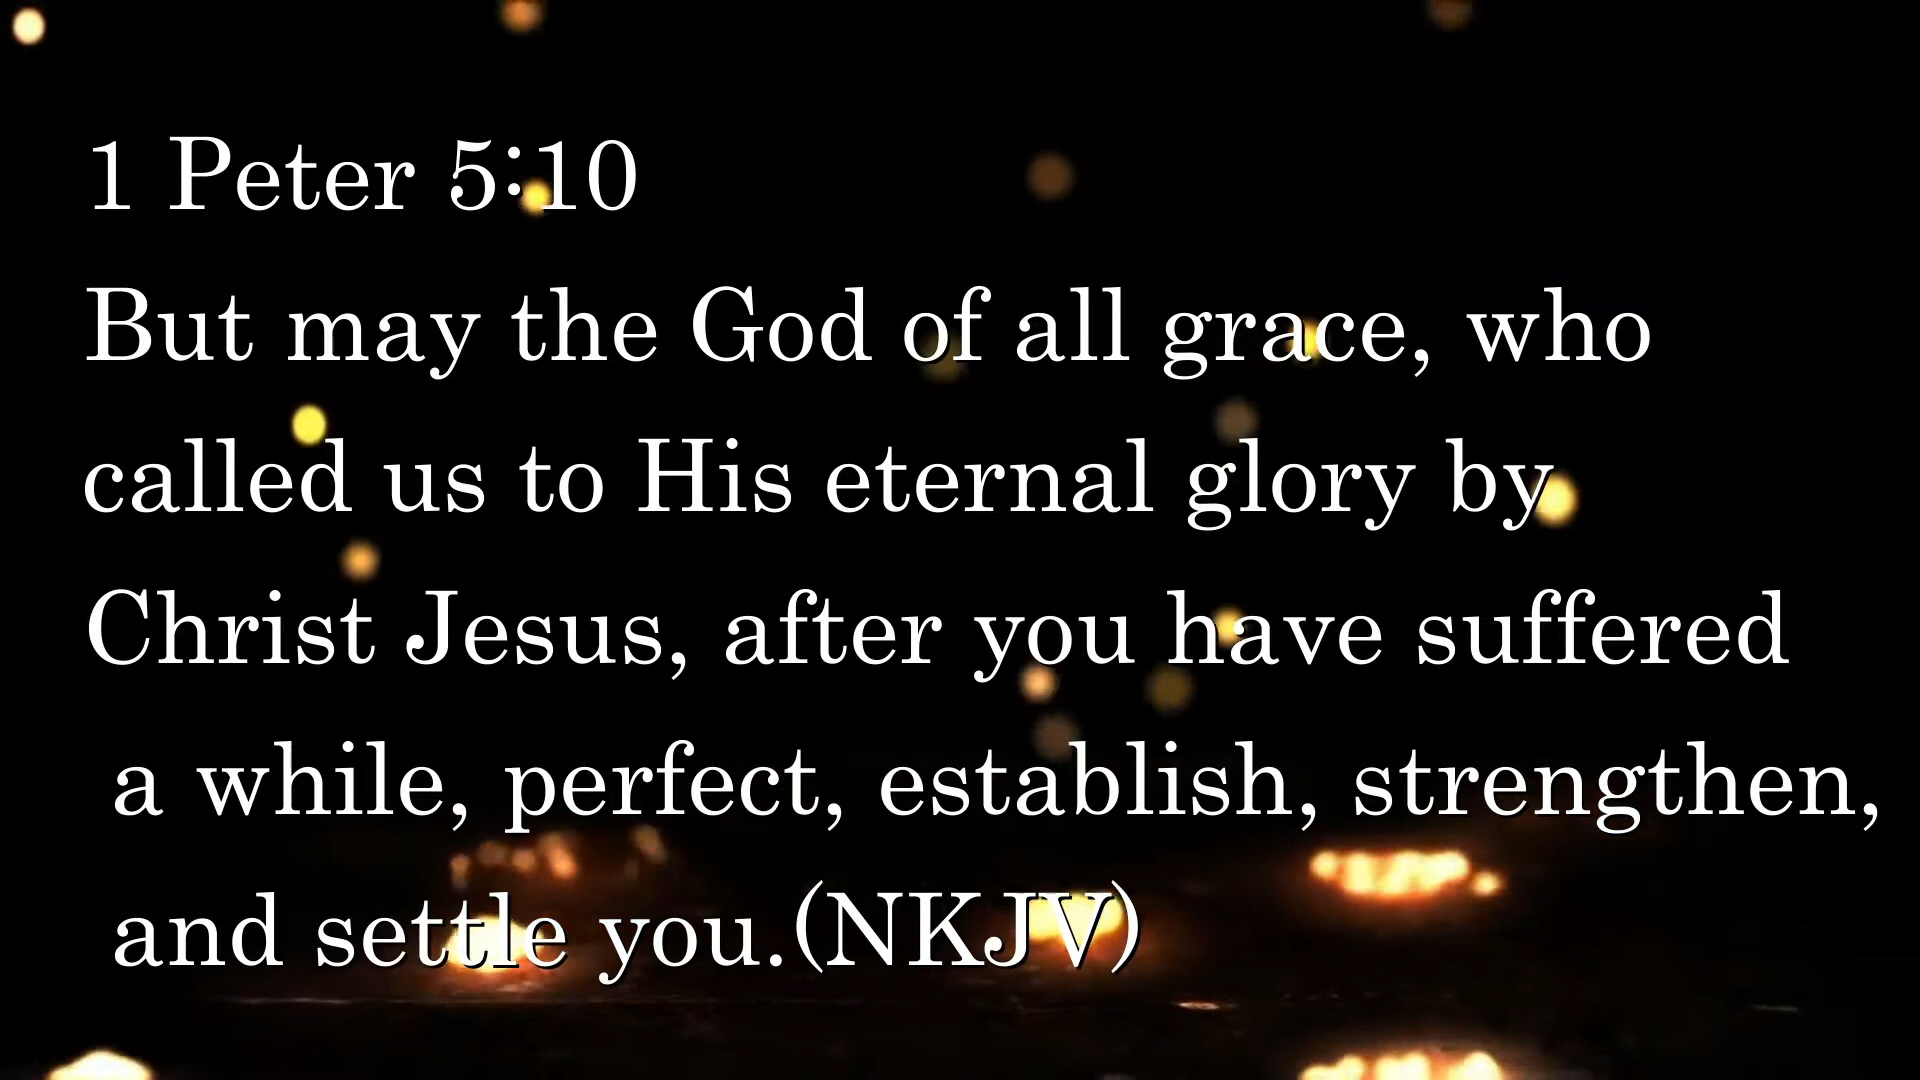 1 Peter 5:10
But may the God of all grace, who
called us to His eternal glory by
Christ Jesus, after you have suffered
a while, perfect, establish, strengthen,
and settle you.(NKJV)